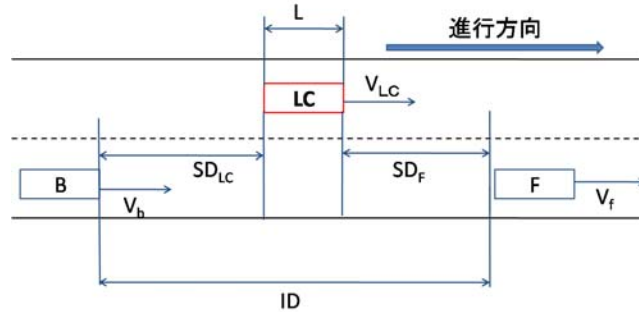 L
進行方向
LC
V_LC
SD_LC
SD_F
B
F
V_b
V_f
ID